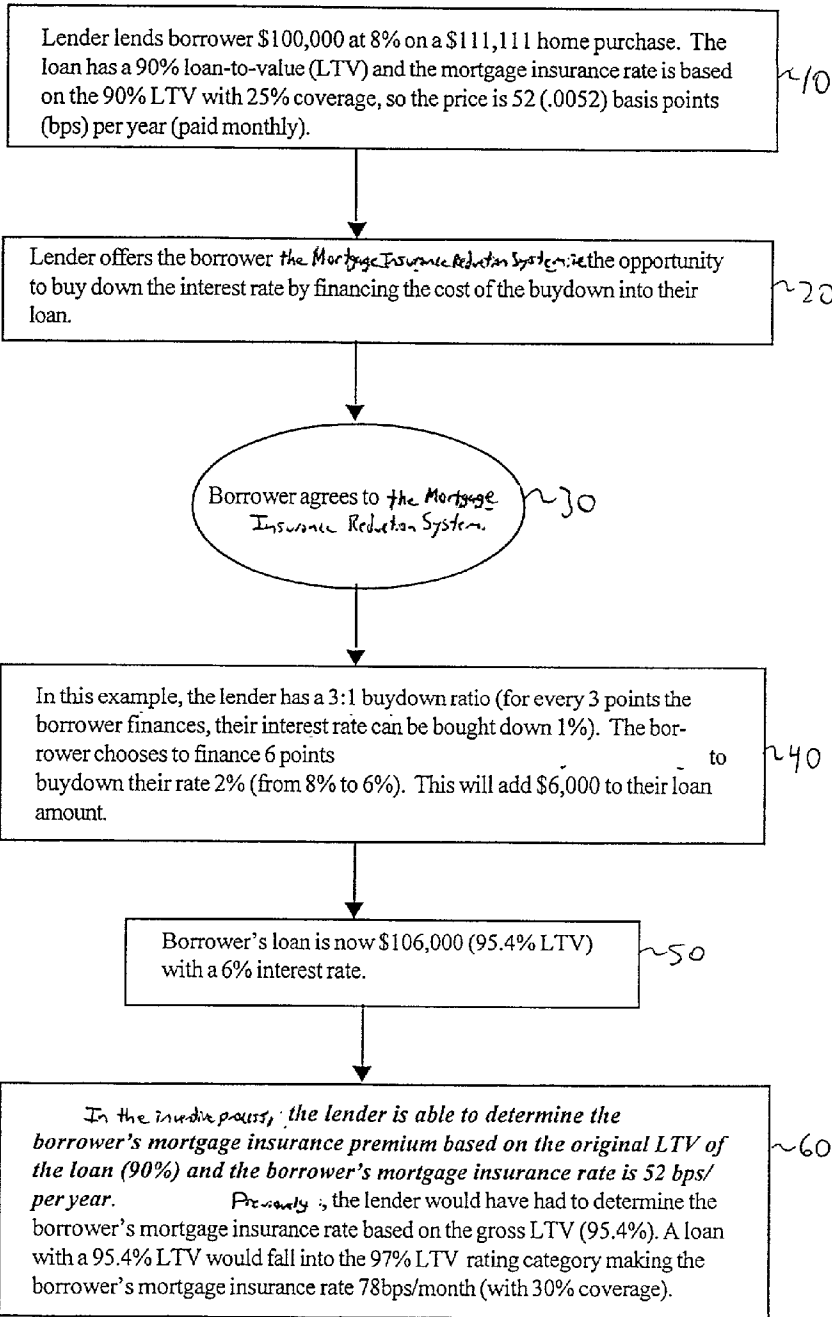 Lender lends borrower $100,000 at 8% on a $111,111 home purchase. The
loan has a 90% loan-to-value (LTV) and the mortgage insurance rate is based
on the 90% LTV with 25% coverage, so the price is 52 (.0052) basis points
(bps) per year (paid monthly).
~10
Lender offers the borrower the Mortgage Insurance Reduction System: ie the opportunity
to buy down the interest rate by financing the cost of the buydown into their
loan.
~20
Borrower agrees to the Mortgage
Insurance Reduction System.
~30
In this example, the lender has a 3:1 buydown ratio (for every 3 points the
borrower finances, their interest rate can be bought down 1%). The bor-
rower chooses to finance 6 points to
buydown their rate 2% (from 8% to 6%). This will add $6,000 to their loan
amount.
~40
Borrower's loan is now $106,000 (95.4% LTV)
with a 6% interest rate.
~50
In the inventive process, the lender is able to determine the
borrower's mortgage insurance premium based on the original LTV of
the loan (90%) and the borrower's mortgage insurance rate is 52 bps/
per year. Previously, the lender would have had to determine the
borrower's mortgage insurance rate based on the gross LTV (95.4%). A loan
with a 95.4% LTV would fall into the 97% LTV rating category making the
borrower's mortgage insurance rate 78bps/month (with 30% coverage).
~60